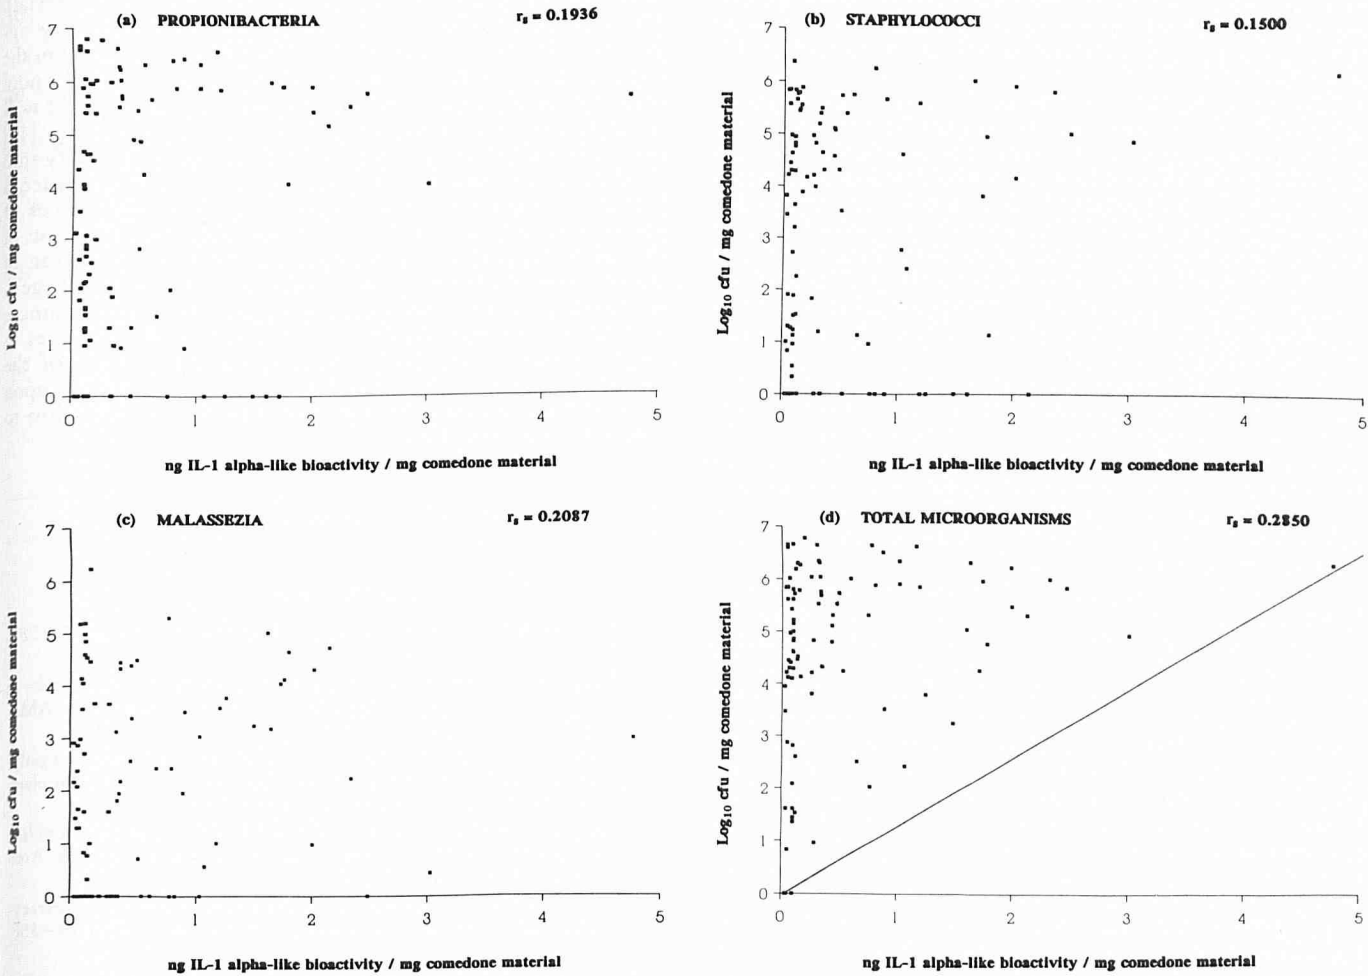 (a) PROPIONIBACTERIA
r_s = 0.1936
Log₁₀ cfu / mg comedone material
7
6
5
4
3
2
1
0
0 1 2 3 4 5
ng IL-1 alpha-like bioactivity / mg comedone material
(b) STAPHYLOCOCCI
r_s = 0.1500
Log₁₀ cfu / mg comedone material
7
6
5
4
3
2
1
0
0 1 2 3 4 5
ng IL-1 alpha-like bioactivity / mg comedone material
(c) MALASSEZIA
r_s = 0.2087
Log₁₀ cfu / mg comedone material
7
6
5
4
3
2
1
0
0 1 2 3 4 5
ng IL-1 alpha-like bioactivity / mg comedone material
(d) TOTAL MICROORGANISMS
r_s = 0.2850
Log₁₀ cfu / mg comedone material
7
6
5
4
3
2
1
0
0 1 2 3 4 5
ng IL-1 alpha-like bioactivity / mg comedone material